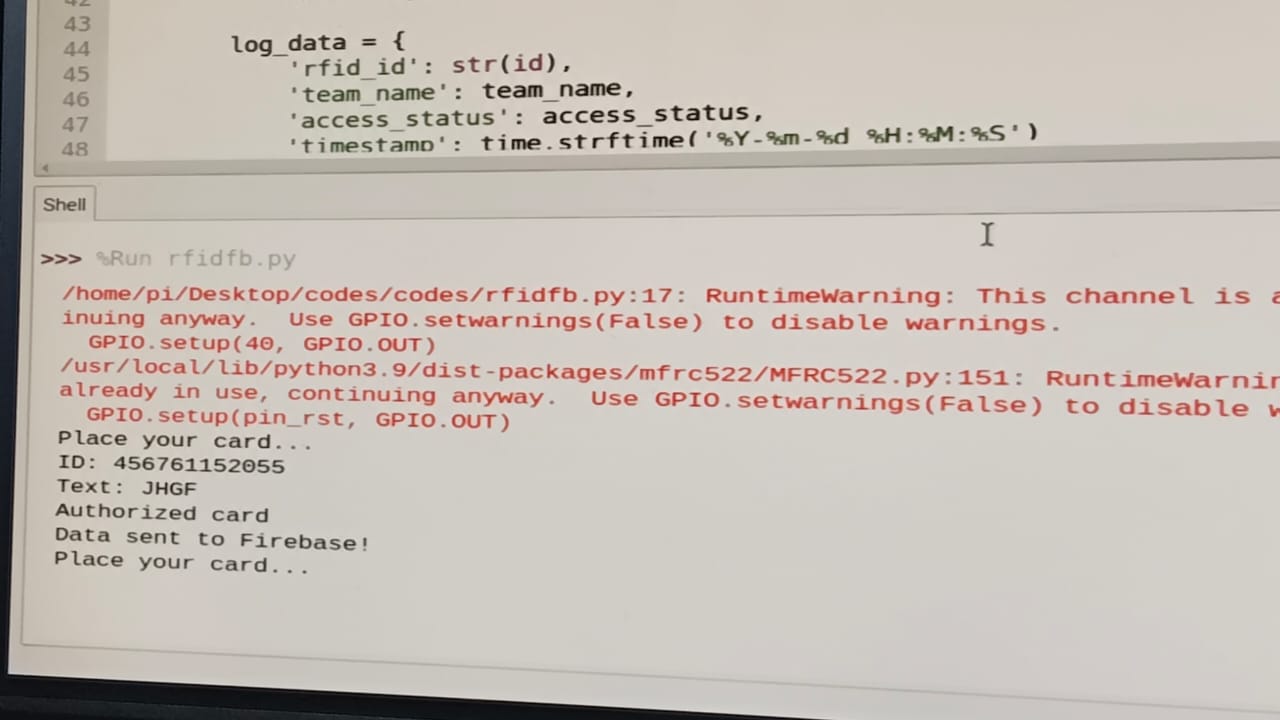 43
44 log_data = {
45 'rfid_id': str(id),
46 'team_name': team_name,
47 'access_status': access_status,
48 'timestamp': time.strftime('%Y-%m-%d %H:%M:%S')
Shell
>>> %Run rfidfb.py
/home/pi/Desktop/codes/codes/rfidfb.py:17: RuntimeWarning: This channel is
inuing anyway.  Use GPIO.setwarnings(False) to disable warnings.
GPIO.setup(40, GPIO.OUT)
/usr/local/lib/python3.9/dist-packages/mfrc522/MFRC522.py:151:
already in use, continuing anyway.  Use GPIO.setwarnings(False) to disable
GPIO.setup(pin_rst, GPIO.OUT)
Place your card...
ID: 456761152055
Text: JHGF
Authorized card
Data sent to Firebase!
Place your card...